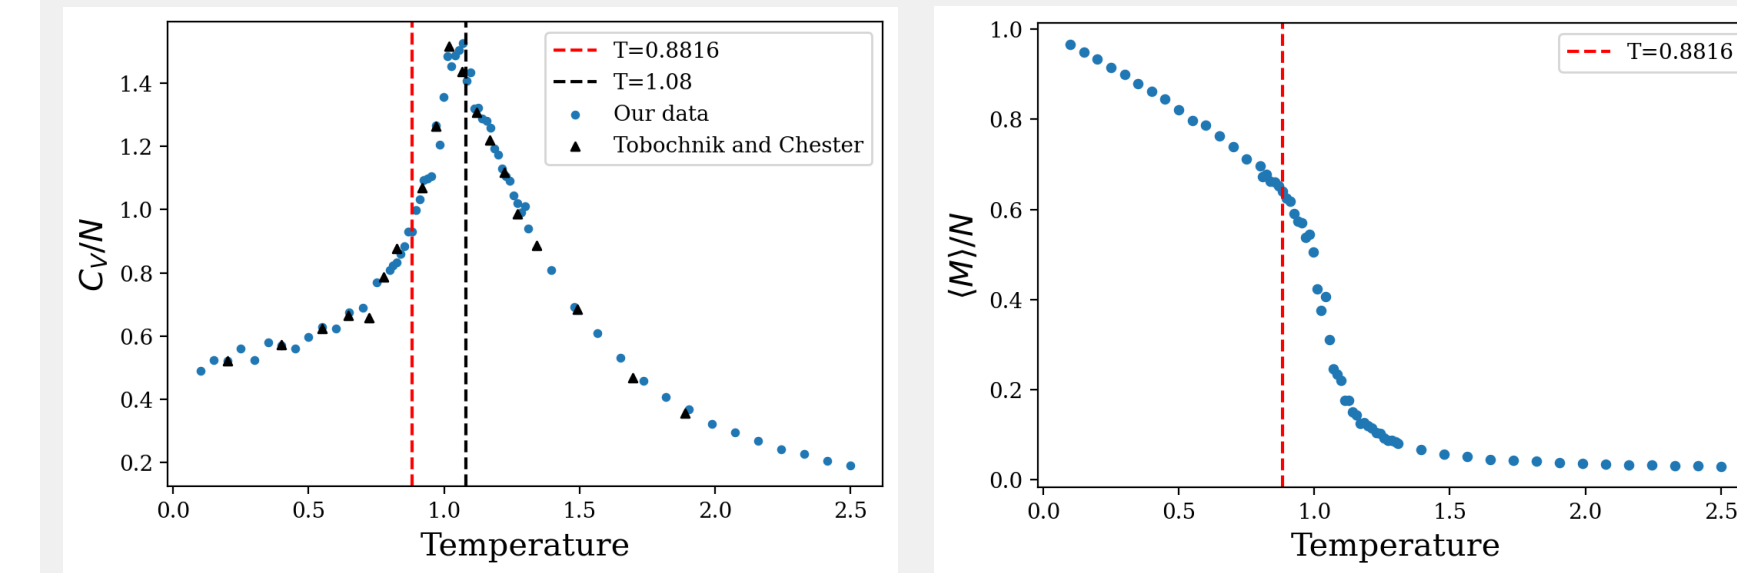 T=0.8816
T=1.08
Our data
Tobochnik and Chester
C_V/N
1.4
1.2
1.0
0.8
0.6
0.4
0.2
0.0 0.5 1.0 1.5 2.0 2.5
Temperature
T=0.8816
⟨M⟩/N
1.0
0.8
0.6
0.4
0.2
0.0
0.0 0.5 1.0 1.5 2.0 2.5
Temperature